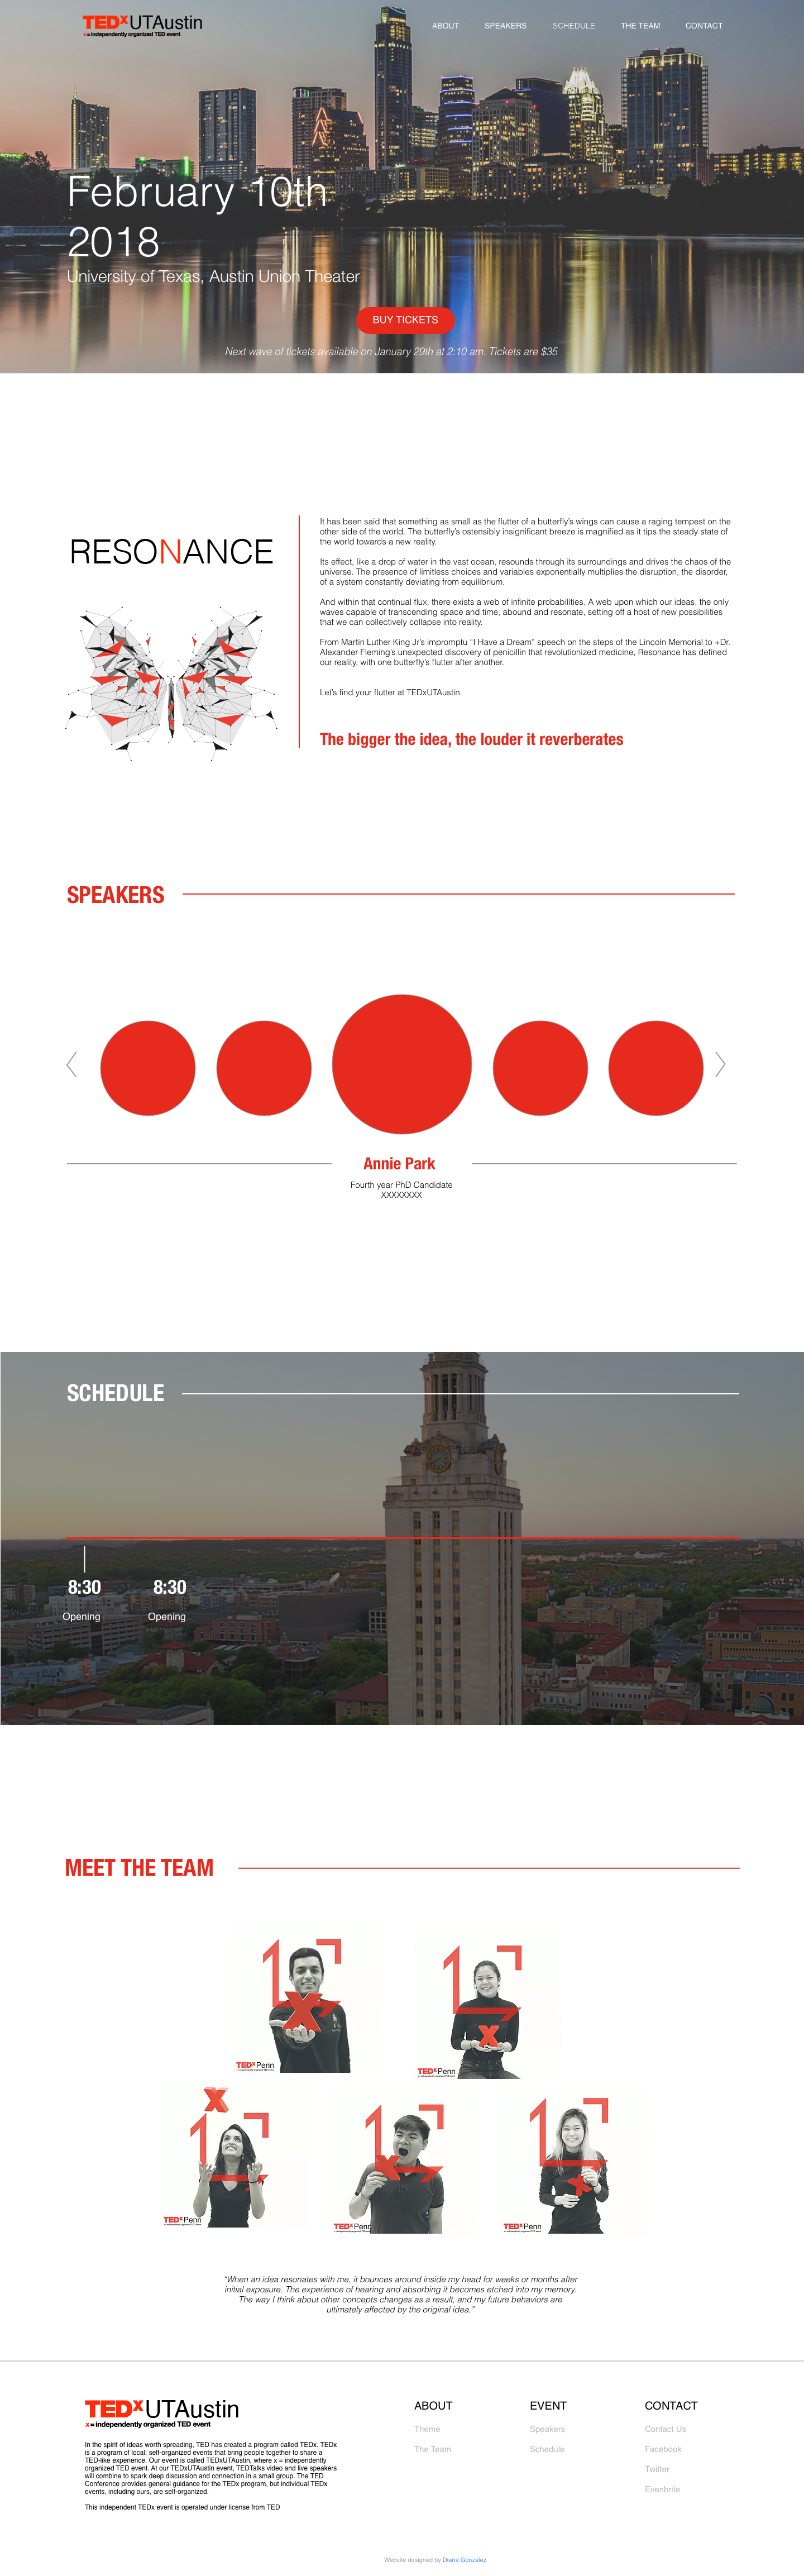 TEDxUTAustin
x = independently organized TED event
ABOUT SPEAKERS SCHEDULE THE TEAM CONTACT
February 10th
2018
University of Texas, Austin Union Theater
BUY TICKETS
Next wave of tickets available on January 29th at 2:10 am. Tickets are $35
RESONANCE
It has been said that something as small as the flutter of a butterfly's wings can cause a raging tempest on the
other side of the world. The butterfly's ostensibly insignificant breeze is magnified as it tips the steady state of
the world towards a new reality.
Its effect, like a drop of water in the vast ocean, resounds through its surroundings and drives the chaos of the
universe. The presence of limitless choices and variables exponentially multiplies the disruption, the disorder,
of a system constantly deviating from equilibrium.
And within that continual flux, there exists a web of infinite probabilities. A web upon which our ideas, the only
waves capable of transcending space and time, abound and resonate, setting off a host of new possibilities
that we can collectively collapse into reality.
From Martin Luther King Jr's impromptu “I Have a Dream” speech on the steps of the Lincoln Memorial to +Dr.
Alexander Fleming's unexpected discovery of penicillin that revolutionized medicine, Resonance has defined
our reality, with one butterfly's flutter after another.
Let's find your flutter at TEDxUTAustin.
The bigger the idea, the louder it reverberates
SPEAKERS
Annie Park
Fourth year PhD Candidate
XXXXXXXX
SCHEDULE
8:30 8:30
Opening Opening
MEET THE TEAM
X
TEDxPenn
X
TEDxPenn
X
TEDxPenn
X
TEDxPenn
X
TEDxPenn
“When an idea resonates with me, it bounces around inside my head for weeks or months after
initial exposure. The experience of hearing and absorbing it becomes etched into my memory.
The way I think about other concepts changes as a result, and my future behaviors are
ultimately affected by the original idea.”
TEDxUTAustin
x = independently organized TED event
In the spirit of ideas worth spreading, TED has created a program called TEDx. TEDx
is a program of local, self-organized events that bring people together to share a
TED-like experience. Our event is called TEDxUTAustin, where x = independently
organized TED event. At our TEDxUTAustin event, TEDTalks video and live speakers
will combine to spark deep discussion and connection in a small group. The TED
Conference provides general guidance for the TEDx program, but individual TEDx
events, including ours, are self-organized.
This independent TEDx event is operated under license from TED
ABOUT
Theme
The Team
EVENT
Speakers
Schedule
CONTACT
Contact Us
Facebook
Twitter
Evenbrite
Website designed by Diana Gonzalez